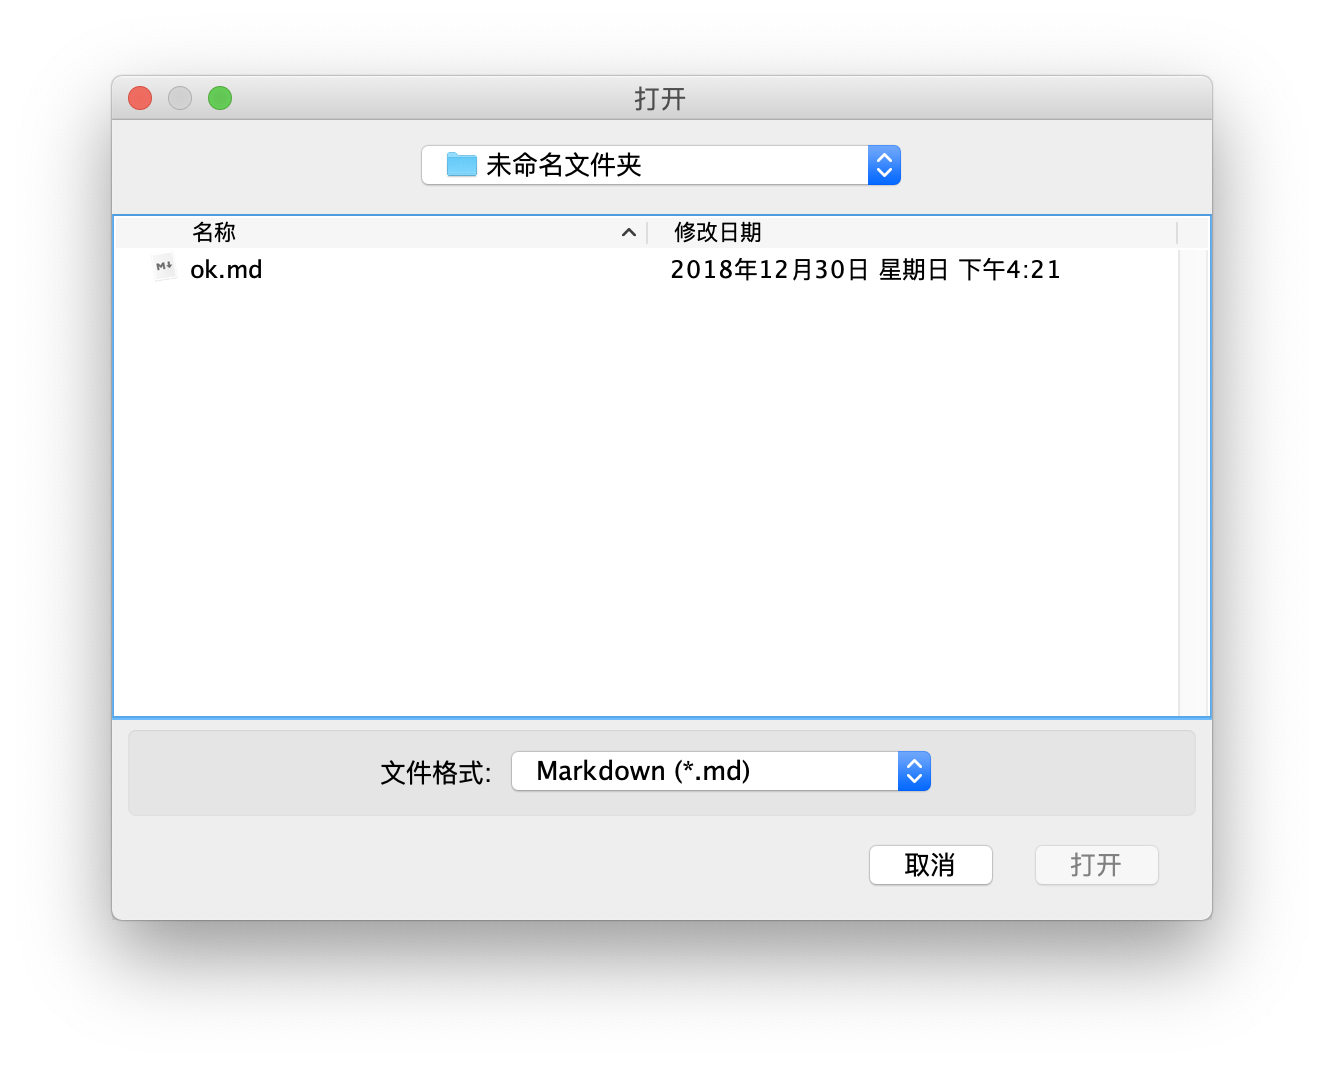 打开
未命名文件夹
名称 修改日期
M↓ ok.md 2018年12月30日 星期日 下午4:21
文件格式: Markdown (*.md)
取消 打开